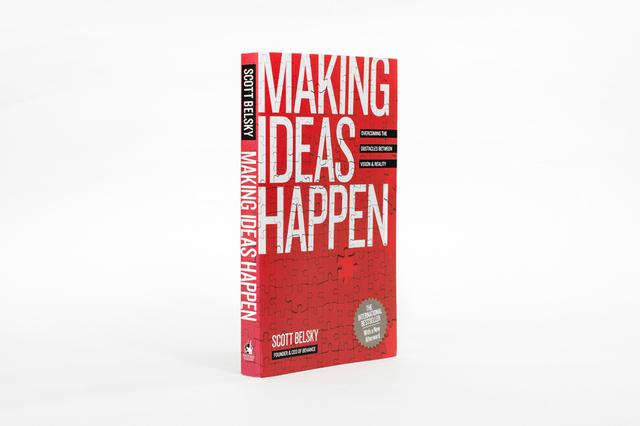 SCOTT BELSKY
MAKING IDEAS HAPPEN
MAKING
IDEAS
HAPPEN
OVERCOMING THE
OBSTACLES BETWEEN
VISION & REALITY
THE
INTERNATIONAL
BESTSELLER
With a New
Afterword
SCOTT BELSKY
FOUNDER & CEO OF BEHANCE